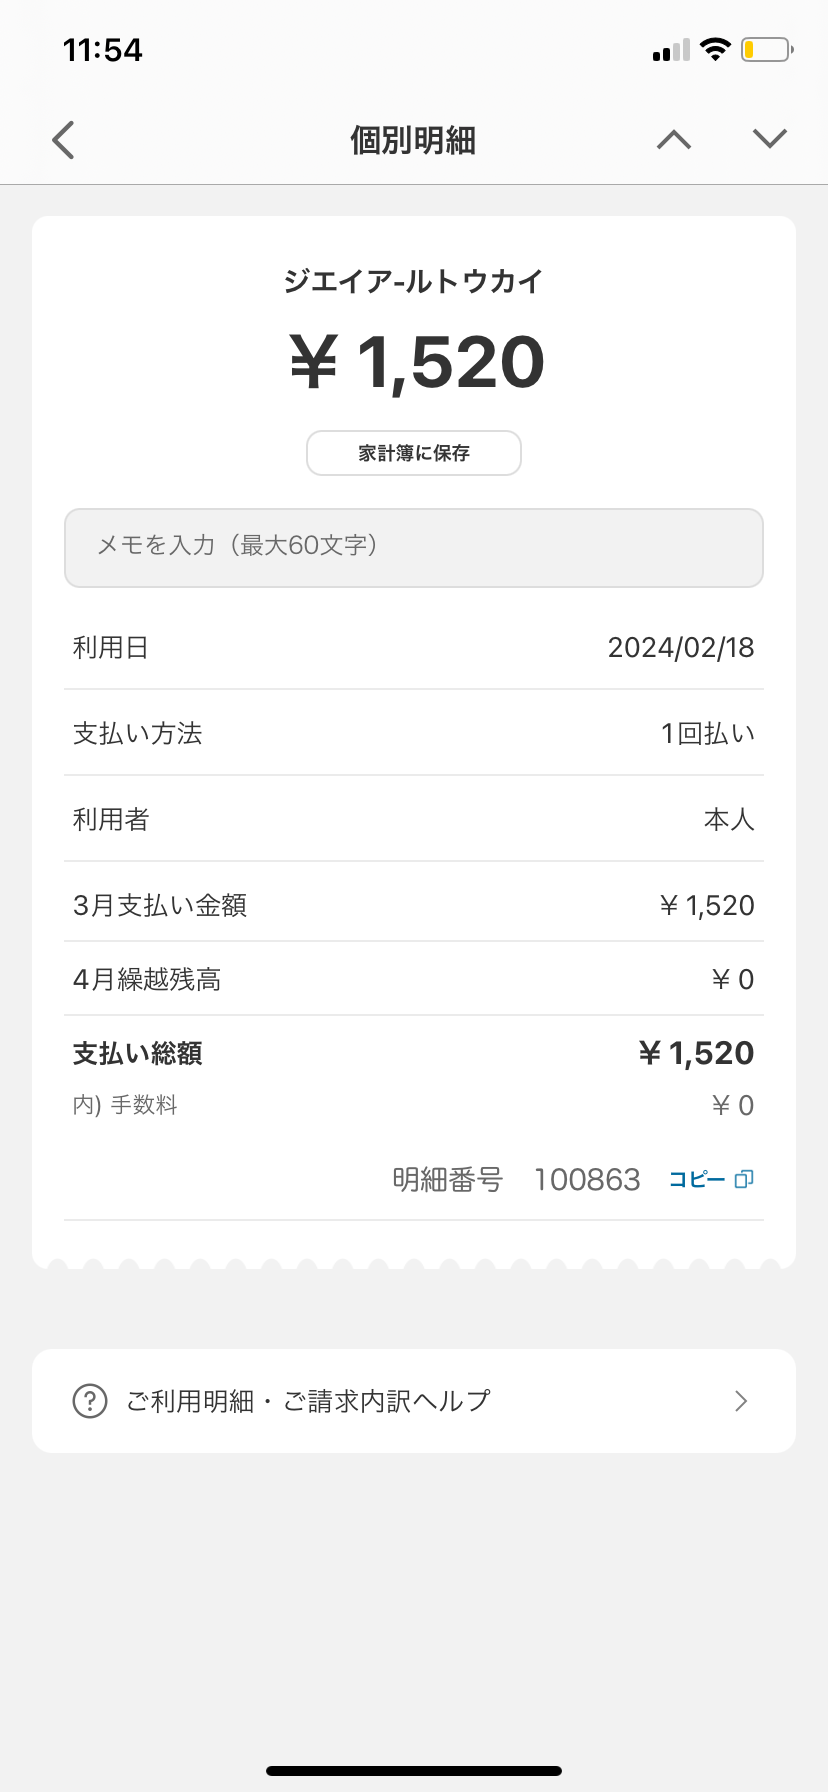 11:54
個別明細
ジエイア-ルトウカイ
¥ 1,520
家計簿に保存
メモを入力（最大60文字）
利用日 2024/02/18
支払い方法 1回払い
利用者 本人
3月支払い金額 ¥ 1,520
4月繰越残高 ¥ 0
支払い総額 ¥ 1,520
内) 手数料 ¥ 0
明細番号 100863 コピー
ご利用明細・ご請求内訳ヘルプ